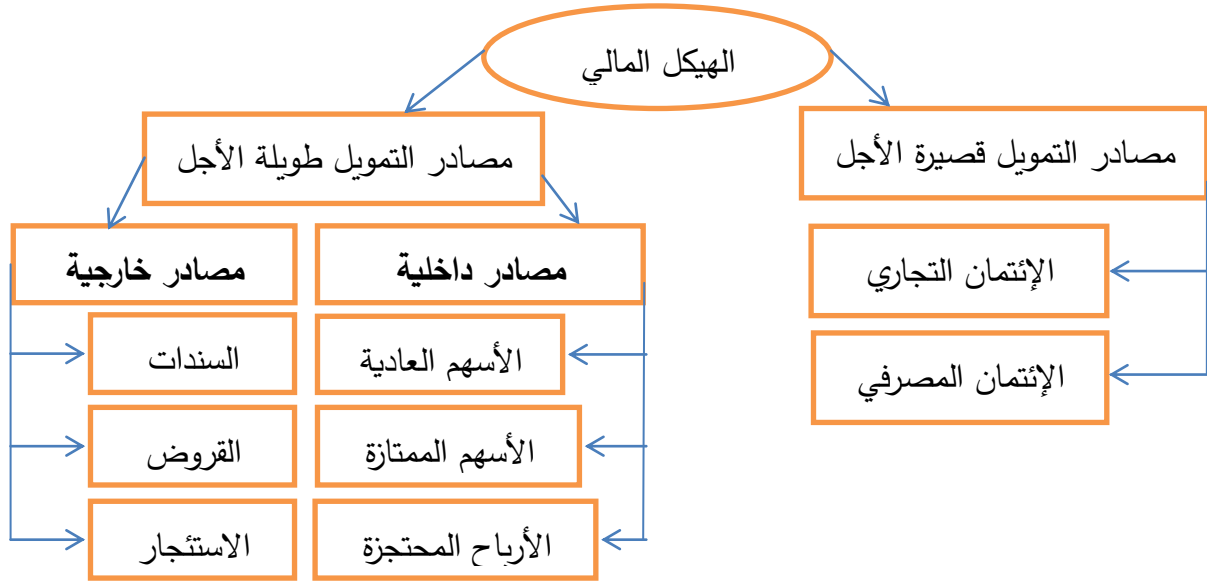 الهيكل المالي
مصادر التمويل قصيرة الأجل
مصادر التمويل طويلة الأجل
الإئتمان التجاري
الإئتمان المصرفي
مصادر داخلية
مصادر خارجية
الأسهم العادية
السندات
الأسهم الممتازة
القروض
الأرباح المحتجزة
الاستئجار